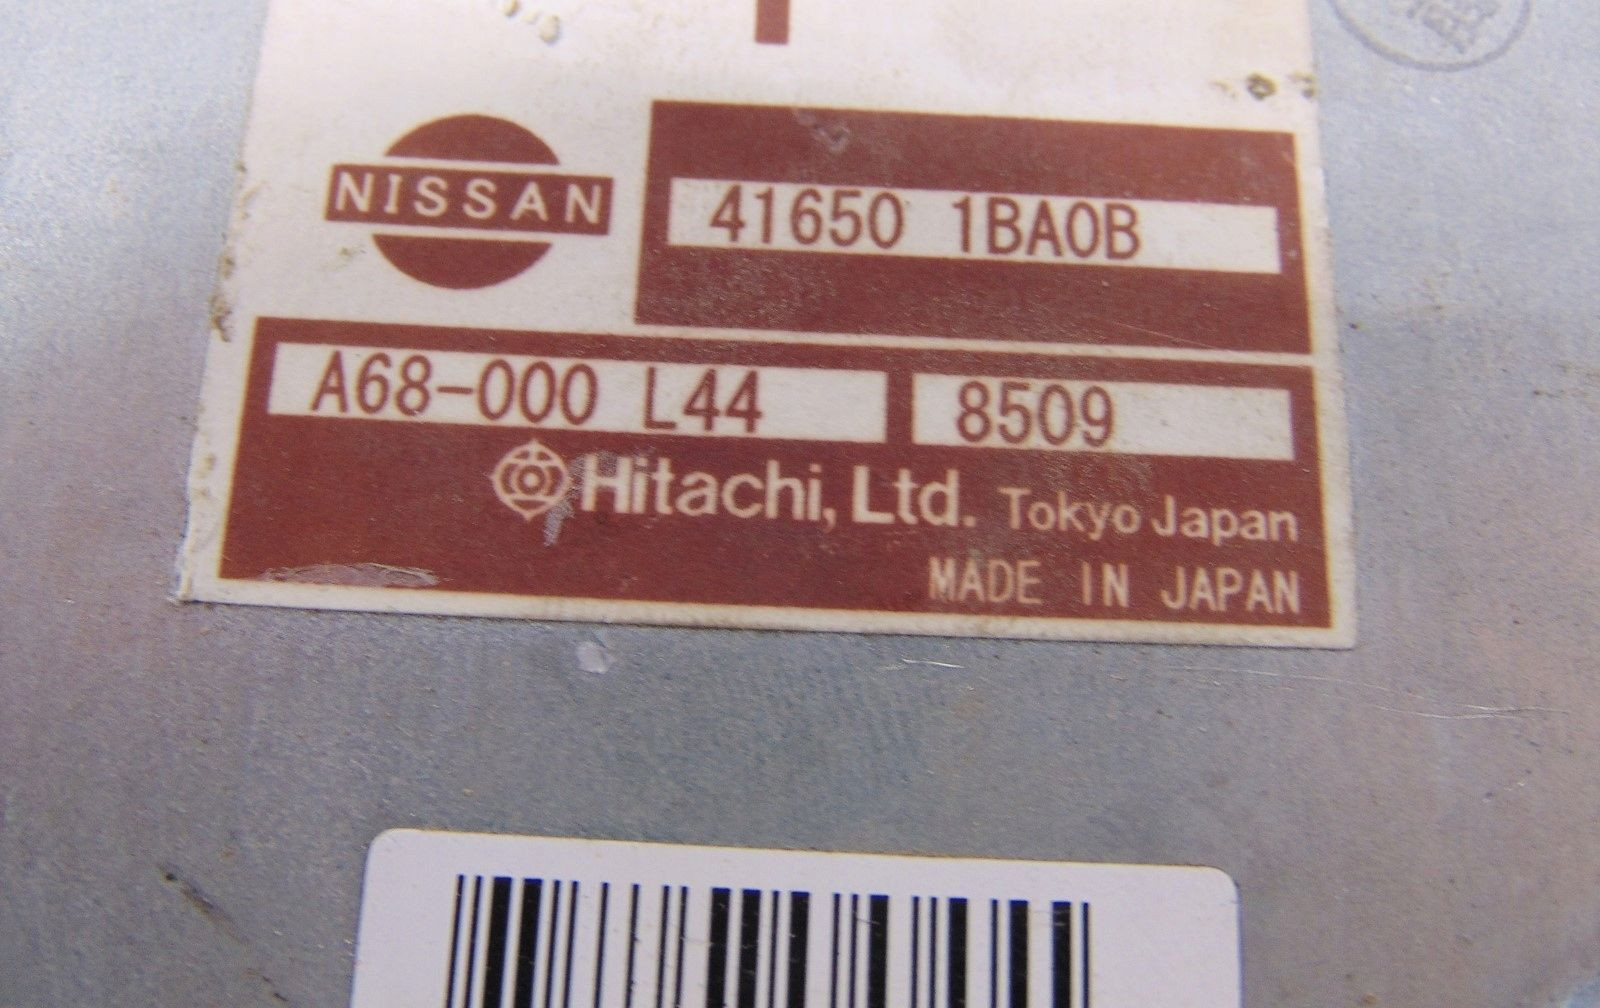 NISSAN
41650 1BA0B
A68-000 L44
8509
Hitachi, Ltd. Tokyo Japan
MADE IN JAPAN